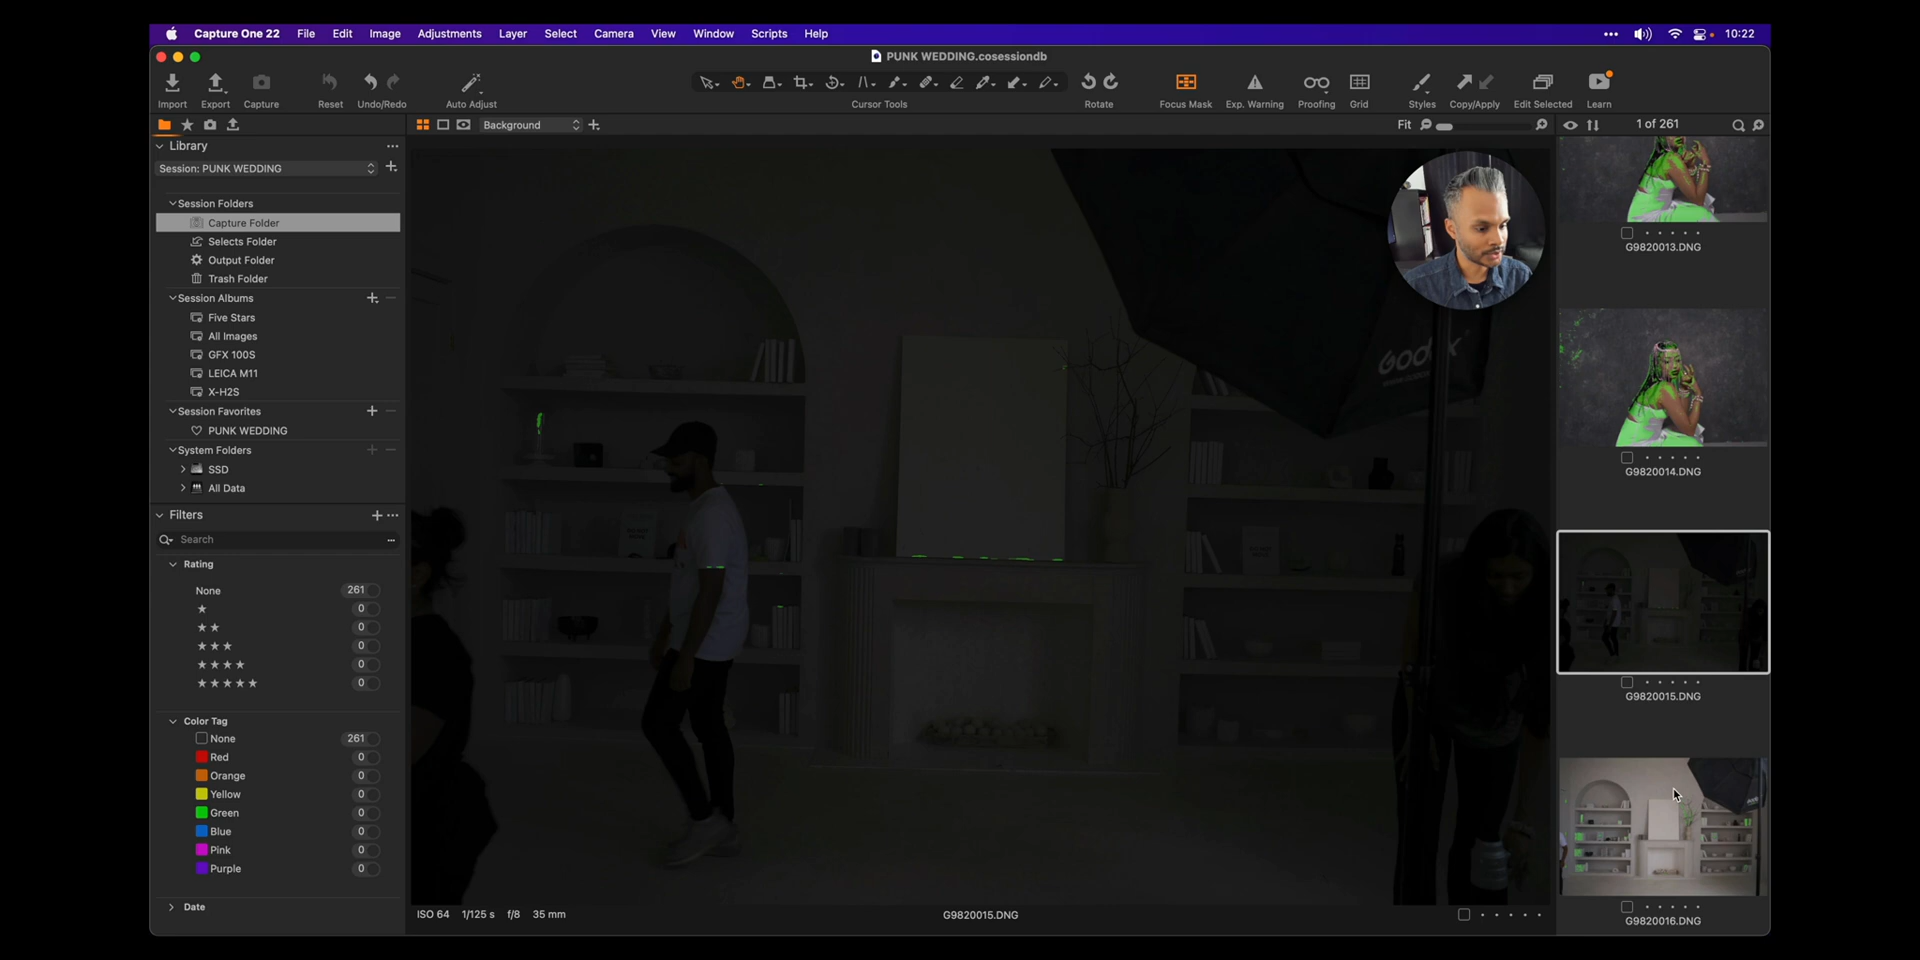 Capture One 22 File Edit Image Adjustments Layer Select Camera View Window Scripts Help 10:22
PUNK WEDDING.cosessiondb
Import Export Capture Reset Undo/Redo Auto Adjust Cursor Tools Rotate Focus Mask Exp. Warning Proofing Grid Styles Copy/Apply Edit Selected Learn
Background
Fit
1 of 261
Library
Session: PUNK WEDDING
Session Folders
Capture Folder
Selects Folder
Output Folder
Trash Folder
Session Albums
Five Stars
All Images
GFX 100S
LEICA M11
X-H2S
Session Favorites
PUNK WEDDING
System Folders
SSD
All Data
Filters
Search
Rating
None 261
0
0
0
0
0
Color Tag
None 261
Red 0
Orange 0
Yellow 0
Green 0
Blue 0
Pink 0
Purple 0
Date
Godox
ISO 64 1/125 s f/8 35 mm
G9820015.DNG
G9820013.DNG
G9820014.DNG
G9820015.DNG
G9820016.DNG